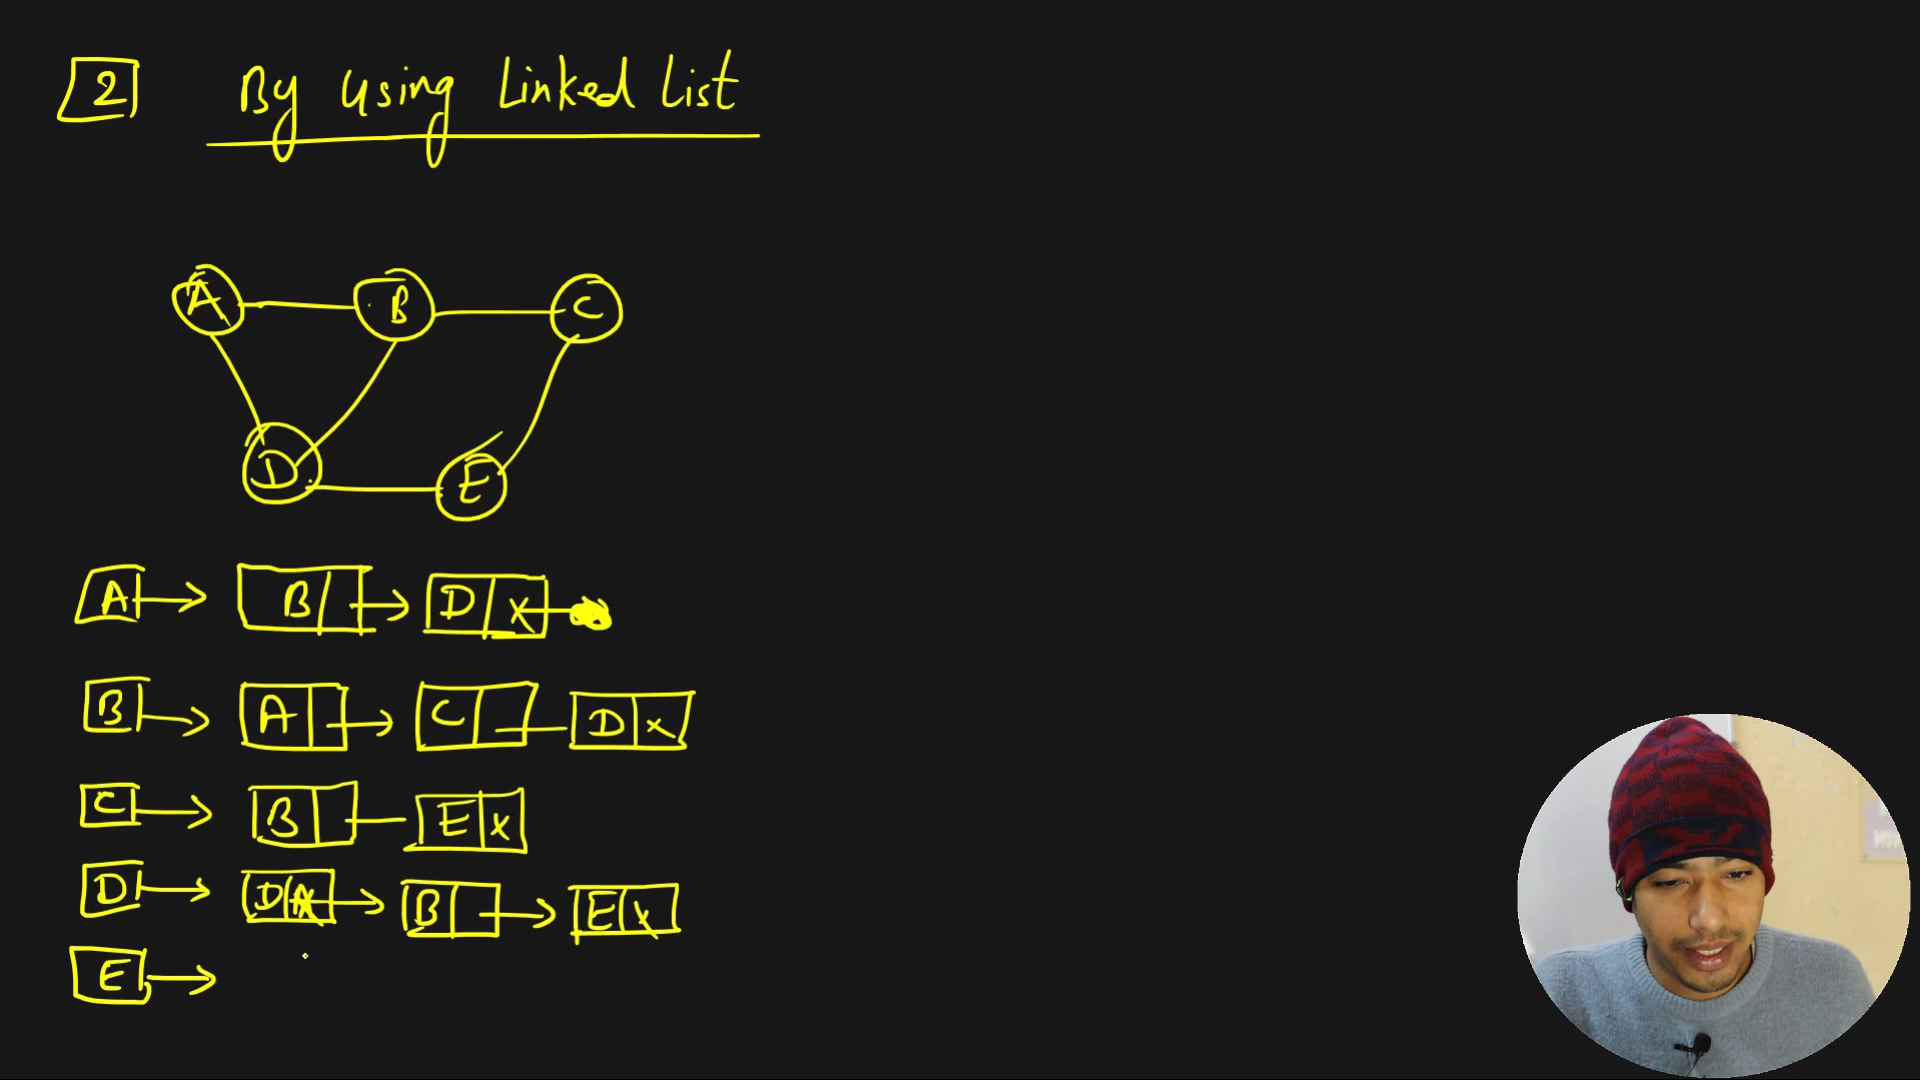 2 By Using Linked List
A B C
D E
A B D X
B A C D X
C B E X
D D A B E X
E